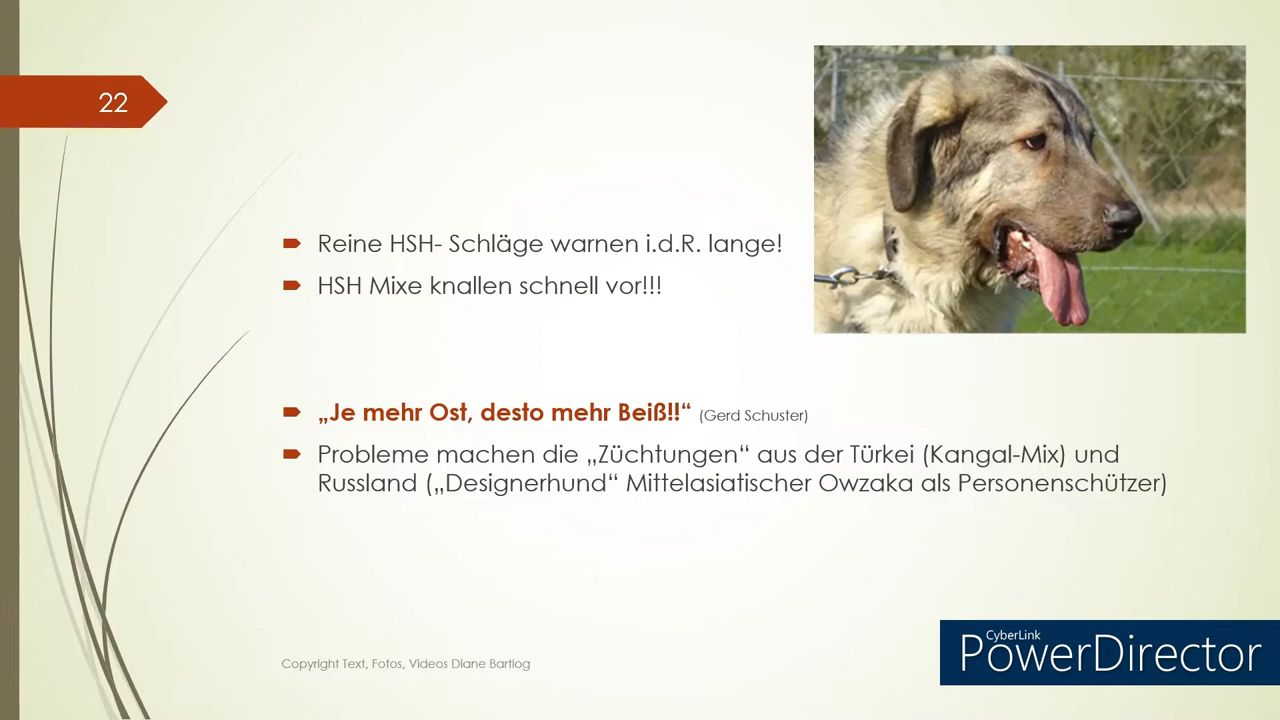 22
Reine HSH- Schläge warnen i.d.R. lange!
HSH Mixe knallen schnell vor!!!
„Je mehr Ost, desto mehr Beiß!!“ (Gerd Schuster)
Probleme machen die „Züchtungen“ aus der Türkei (Kangal-Mix) und
Russland („Designerhund“ Mittelasiatischer Owzaka als Personenschützer)
Copyright Text, Fotos, Videos Diane Bartlog
CyberLink
PowerDirector